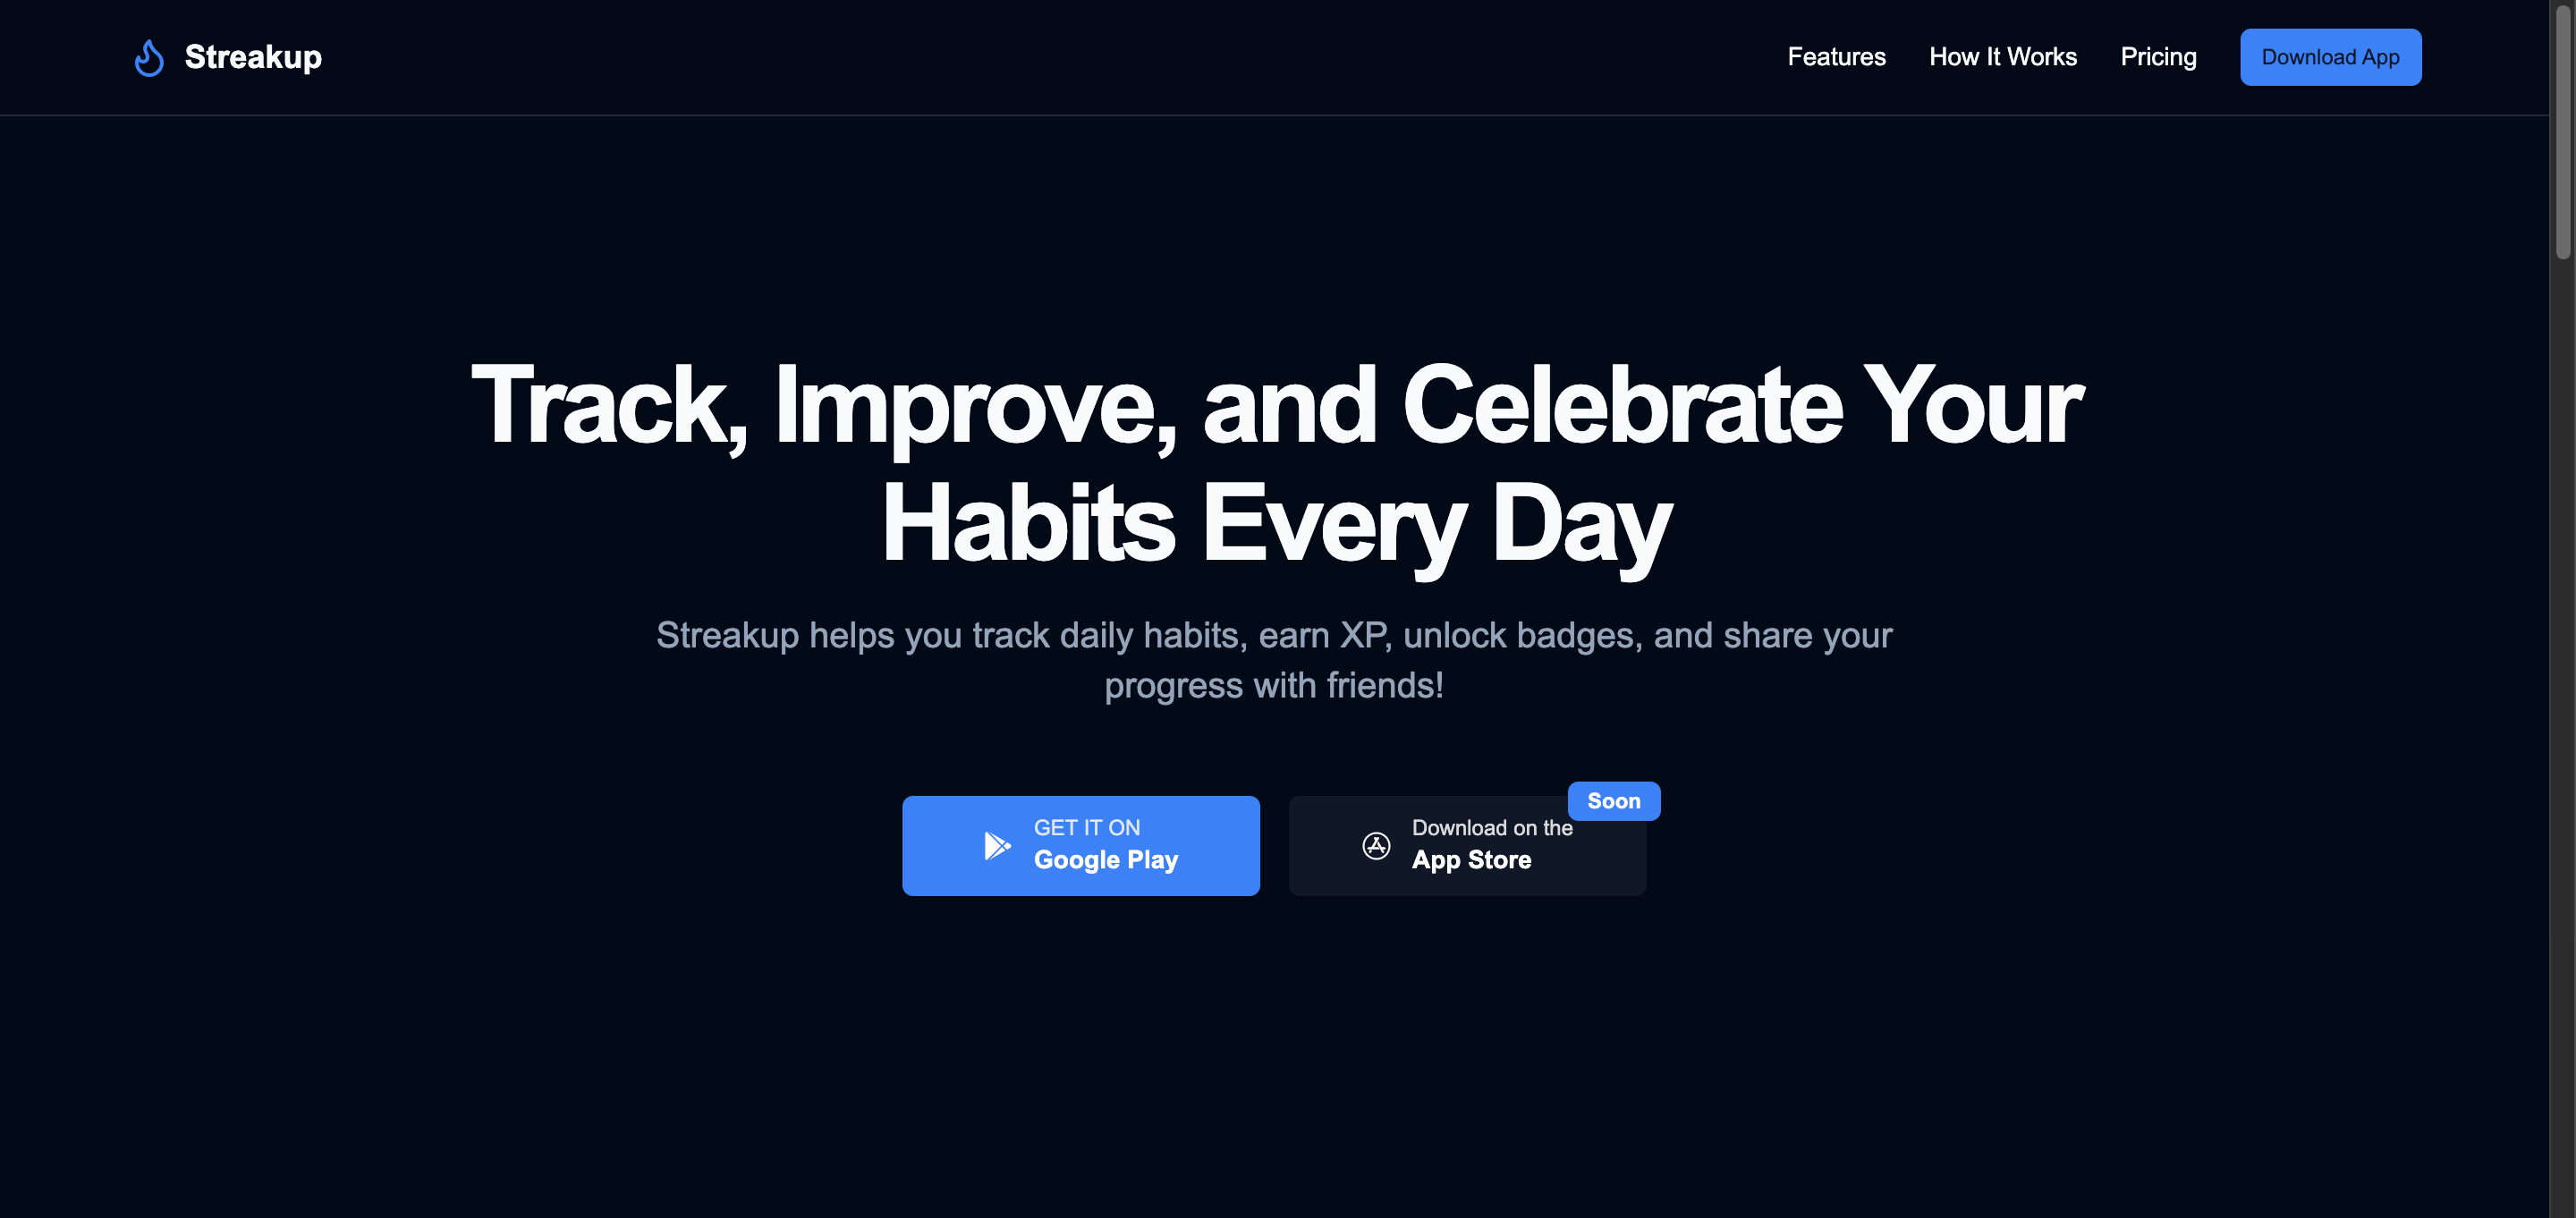 Streakup
Features
How It Works
Pricing
Download App
Track, Improve, and Celebrate Your
Habits Every Day
Streakup helps you track daily habits, earn XP, unlock badges, and share your
progress with friends!
GET IT ON
Google Play
Soon
Download on the
App Store